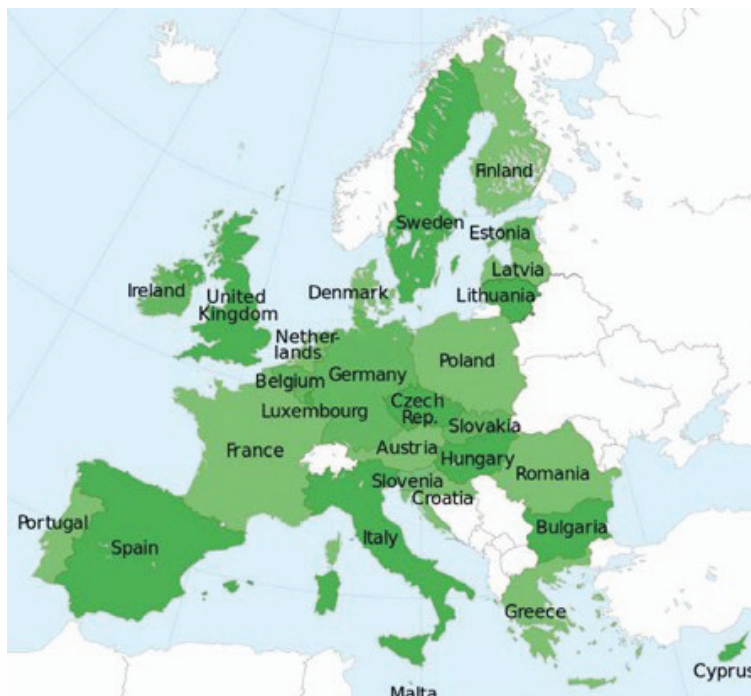 Finland
Sweden
Estonia
Latvia
Lithuania
Ireland
United
Kingdom
Denmark
Nether-
lands
Poland
Belgium
Germany
Czech
Rep.
Luxembourg
Slovakia
France
Austria
Hungary
Romania
Slovenia
Croatia
Portugal
Spain
Italy
Bulgaria
Greece
Cyprus
Malta